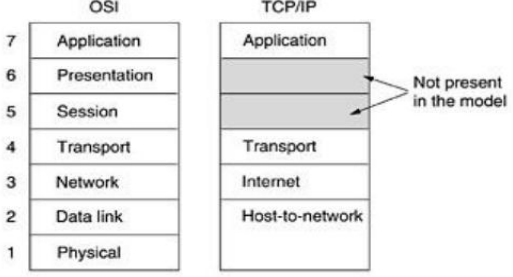 OSI TCP/IP
7 Application Application
6 Presentation
Not present
in the model
5 Session
4 Transport Transport
3 Network Internet
2 Data link Host-to-network
1 Physical